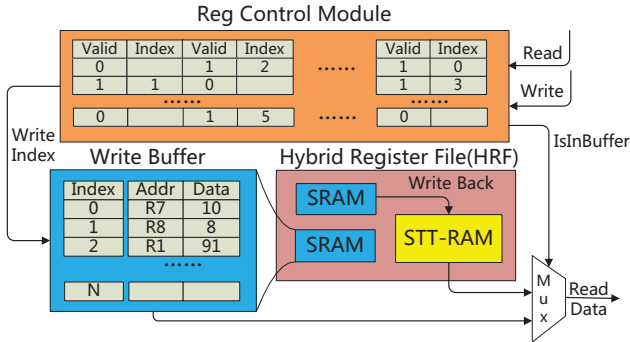 Reg Control Module
Valid Index Valid Index Valid Index
0 1 2 …… 1 0
1 1 0 1 3
……
0 1 5 …… 0
Read
Write
Write
Index
IsInBuffer
Write Buffer
Index Addr Data
0 R7 10
1 R8 8
2 R1 91
……
N
Hybrid Register File(HRF)
SRAM
Write Back
SRAM
STT-RAM
Mux
Read
Data